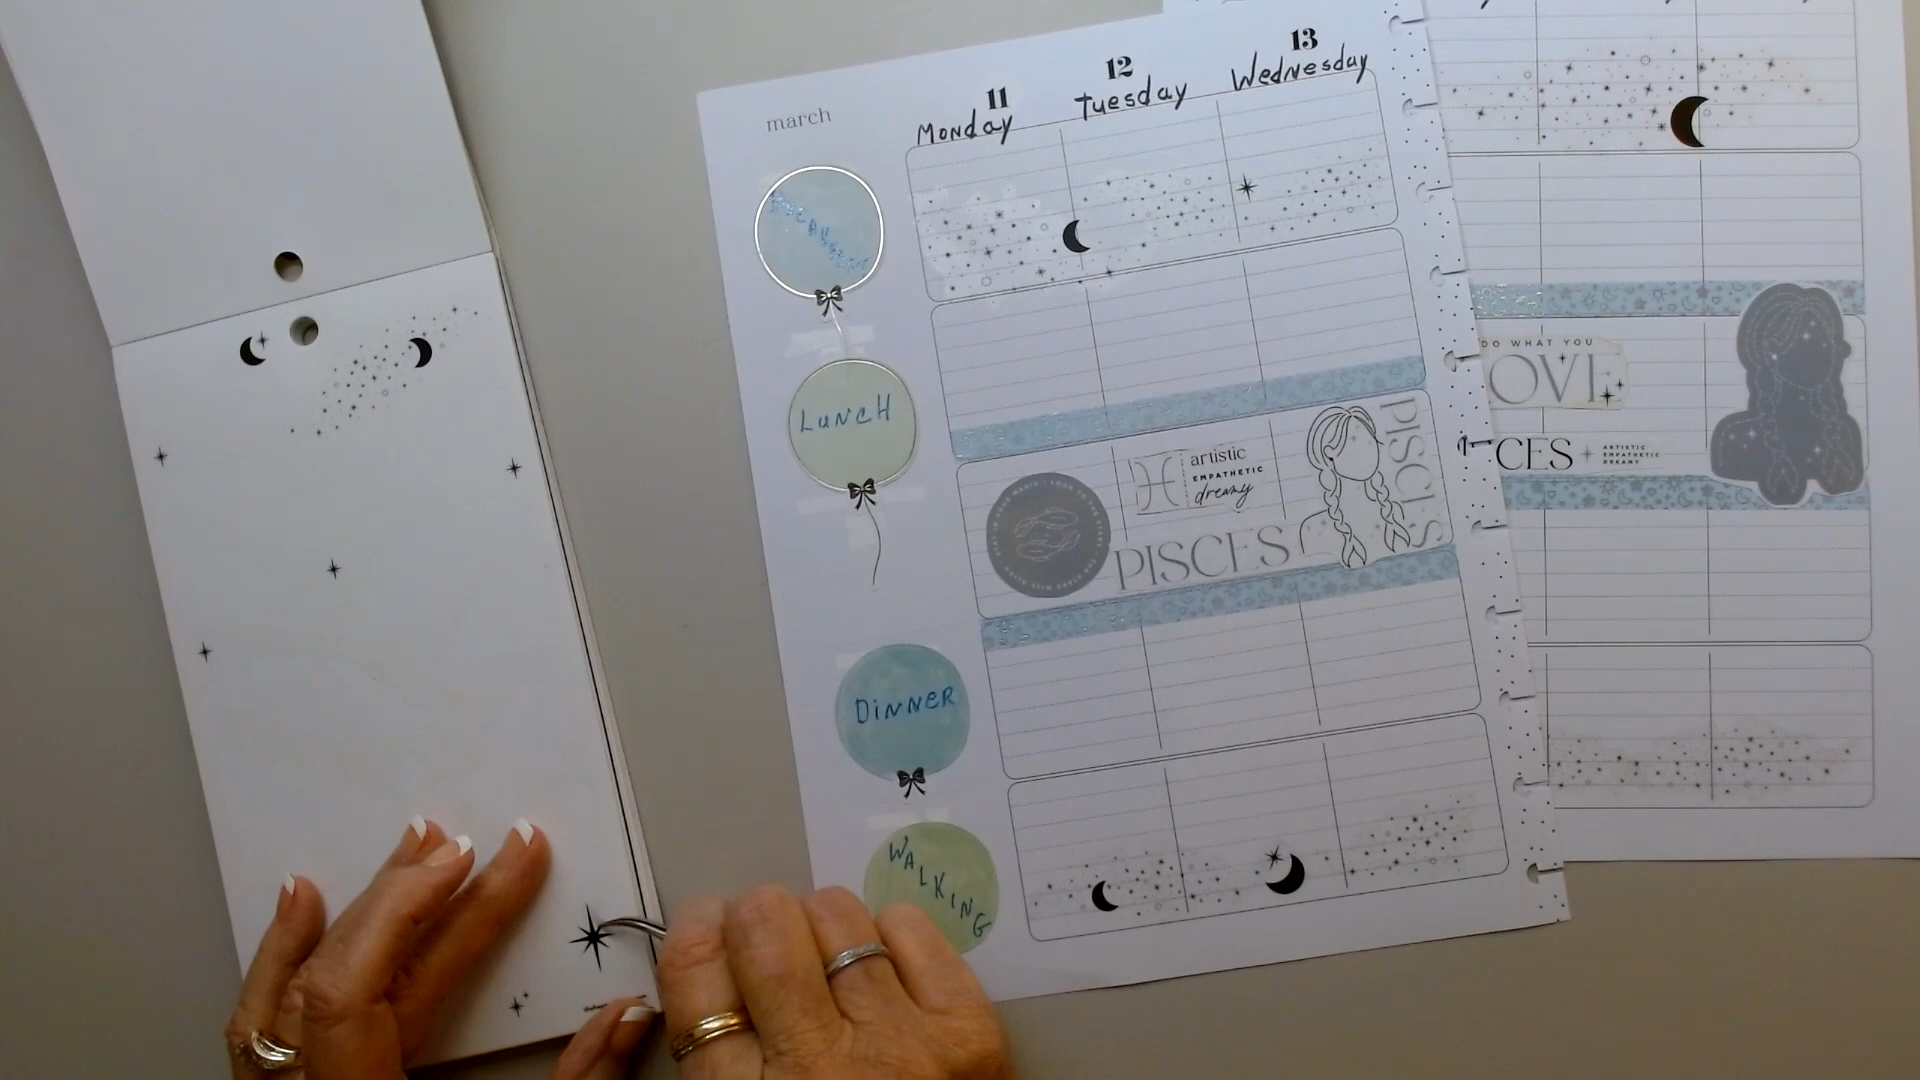 march
11
Monday
12
Tuesday
13
Wednesday
BREAKFAST
LUNCH
DINNER
WALKING
artistic
EMPATHETIC
dreamy
PISCES
PISCES
DO WHAT YOU
OVE
CES
ARTISTIC
EMPATHETIC
DREAMY